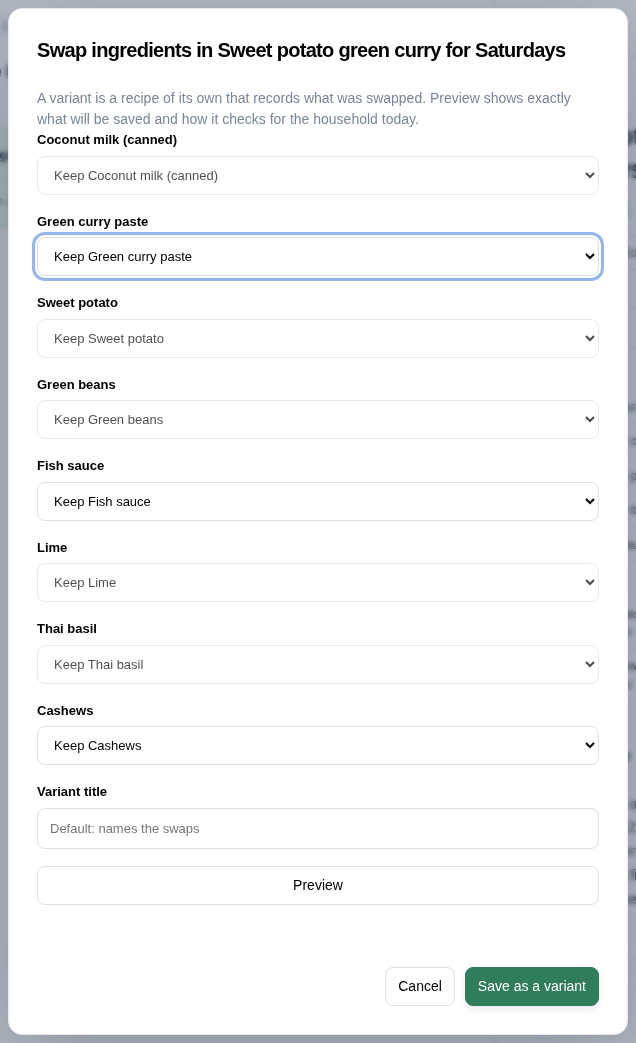 Swap ingredients in Sweet potato green curry for Saturdays
A variant is a recipe of its own that records what was swapped. Preview shows exactly
what will be saved and how it checks for the household today.
Coconut milk (canned)
Keep Coconut milk (canned)
Green curry paste
Keep Green curry paste
Sweet potato
Keep Sweet potato
Green beans
Keep Green beans
Fish sauce
Keep Fish sauce
Lime
Keep Lime
Thai basil
Keep Thai basil
Cashews
Keep Cashews
Variant title
Default: names the swaps
Preview
Cancel
Save as a variant